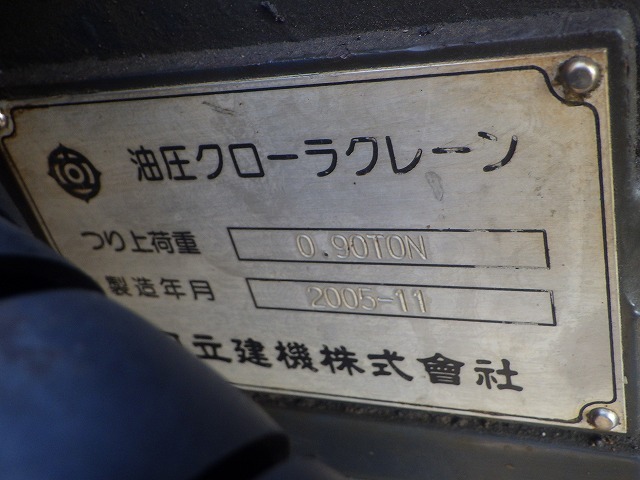 油圧クローラクレーン
つり上荷重 0.90TON
製造年月 2005-11
立建機株式會社